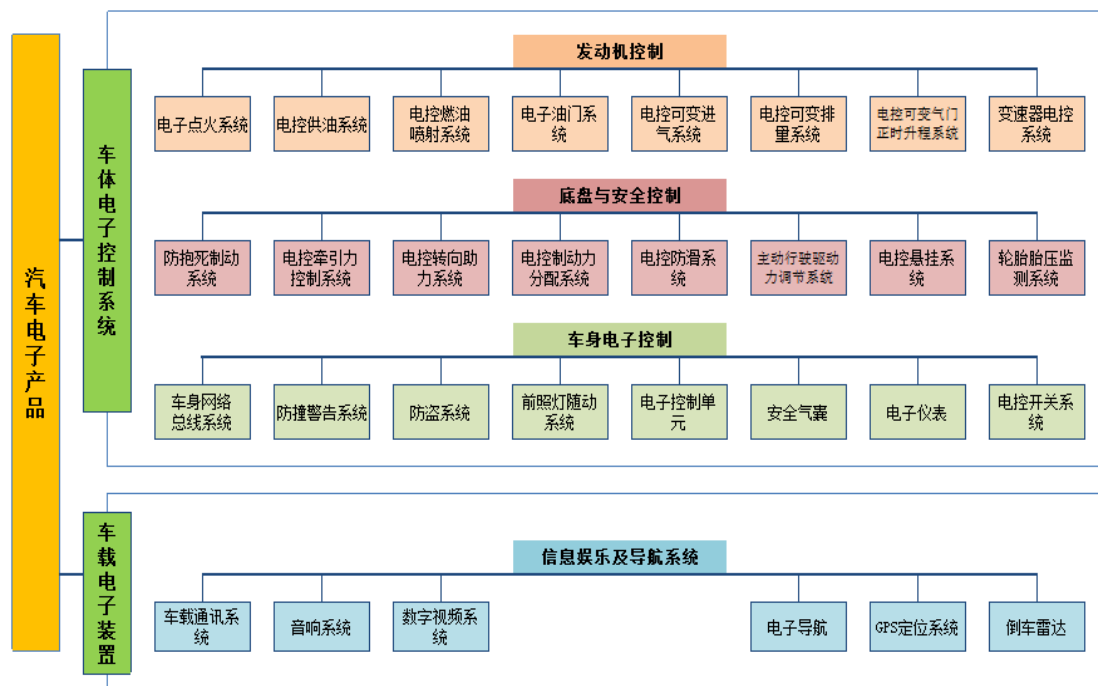 汽车电子产品
车体电子控制系统
发动机控制
电子点火系统
电控供油系统
电控燃油
喷射系统
电子油门系
统
电控可变进
气系统
电控可变排
量系统
电控可变气门
正时升程系统
变速器电控
系统
底盘与安全控制
防抱死制动
系统
电控牵引力
控制系统
电控转向助
力系统
电控制动力
分配系统
电控防滑系
统
主动行驶驱动
力调节系统
电控悬挂系
统
轮胎胎压监
测系统
车身电子控制
车身网络
总线系统
防撞警告系统
防盗系统
前照灯随动
系统
电子控制单
元
安全气囊
电子仪表
电控开关系
统
车载电子装置
信息娱乐及导航系统
车载通讯系
统
音响系统
数字视频系
统
电子导航
GPS定位系统
倒车雷达